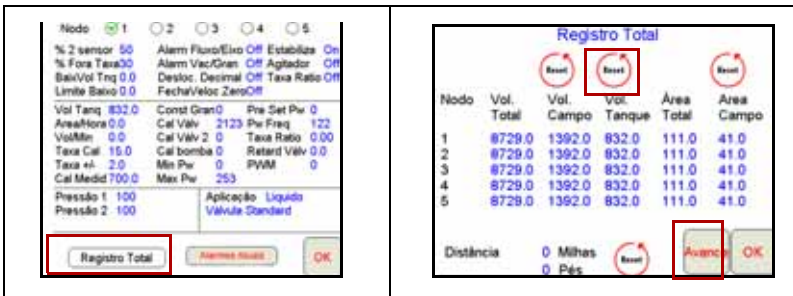 Nodo 1 2 3 4 5
% 2 sensor 50 Alarm Fluxo/Eixo Off Estabiliza On
% Fora Taxa 30 Alarm Vac/Gran Off Agitador Off
BaixVol Tnq 0.0 Desloc. Decimal Off Taxa Ratio Off
Limite Baixo 0.0 FechaVeloc Zero Off
Vol Tanq 832.0 Const Gran 0 Pre Set Pw 0
Area/Hora 0.0 Cal Válv 2123 Pw Freq 122
Vol/Min 0.0 Cal Válv 2 0 Taxa Ratio 0.00
Taxa Cal 15.0 Cal bomba 0 Retard Válv 0.0
Taxa +/- 2.0 Min Pw 0 PWM 0
Cal Medid 700.0 Max Pw 253
Pressão 1 100 Aplicação Liquido
Pressão 2 100 Válvula Standard
Registro Total Alarmes Nodo OK
Registro Total
Reset Reset Reset
Nodo Vol. Total Vol. Campo Vol. Tanque Área Total Area Campo
1 8729.0 1392.0 832.0 111.0 41.0
2 8729.0 1392.0 832.0 111.0 41.0
3 8729.0 1392.0 832.0 111.0 41.0
4 8729.0 1392.0 832.0 111.0 41.0
5 8729.0 1392.0 832.0 111.0 41.0
Distância 0 Milhas Reset Avance OK
0 Pés